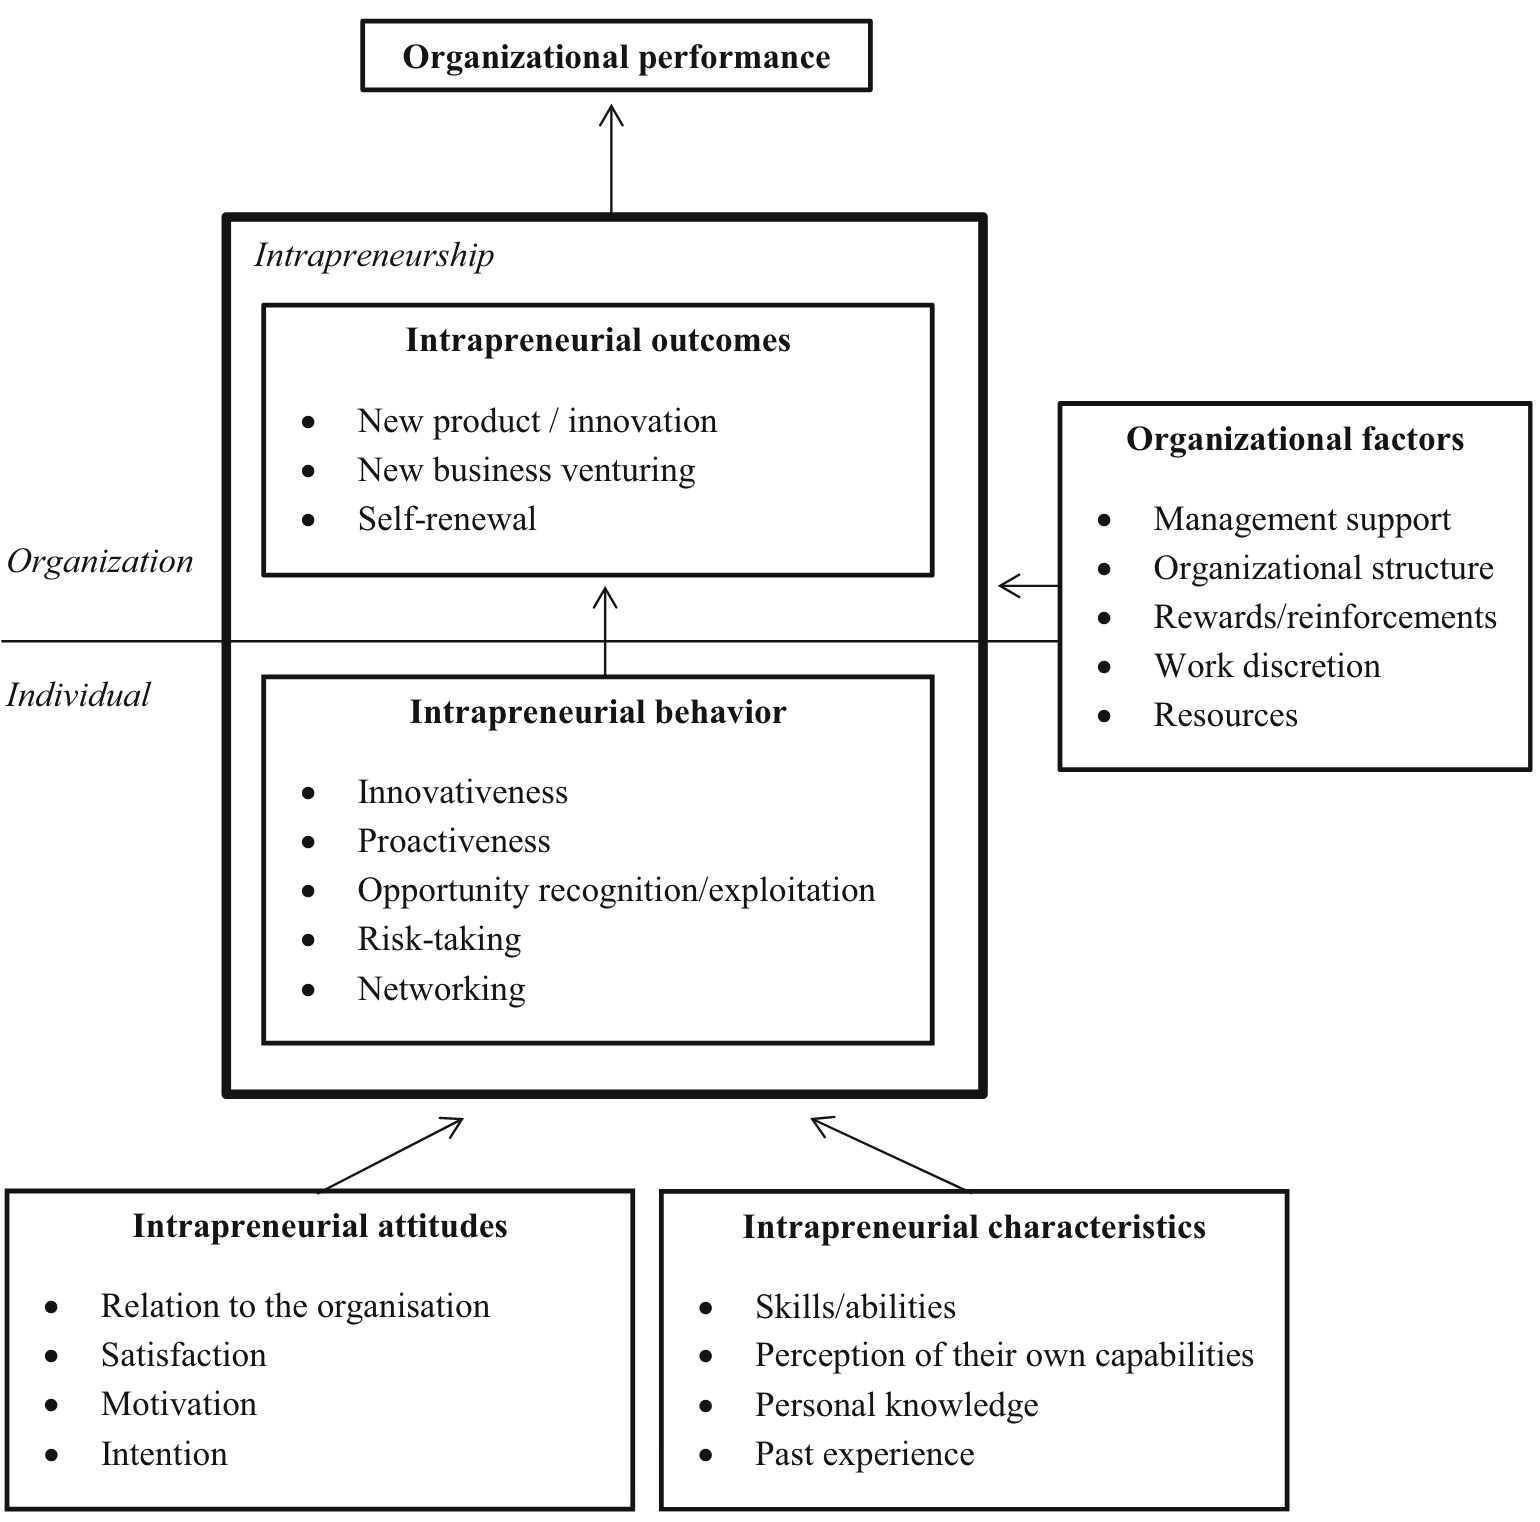 Organizational performance
Intrapreneurship
Intrapreneurial outcomes
• New product / innovation
• New business venturing
• Self-renewal
Organization
Individual
Intrapreneurial behavior
• Innovativeness
• Proactiveness
• Opportunity recognition/exploitation
• Risk-taking
• Networking
Organizational factors
• Management support
• Organizational structure
• Rewards/reinforcements
• Work discretion
• Resources
Intrapreneurial attitudes
• Relation to the organisation
• Satisfaction
• Motivation
• Intention
Intrapreneurial characteristics
• Skills/abilities
• Perception of their own capabilities
• Personal knowledge
• Past experience